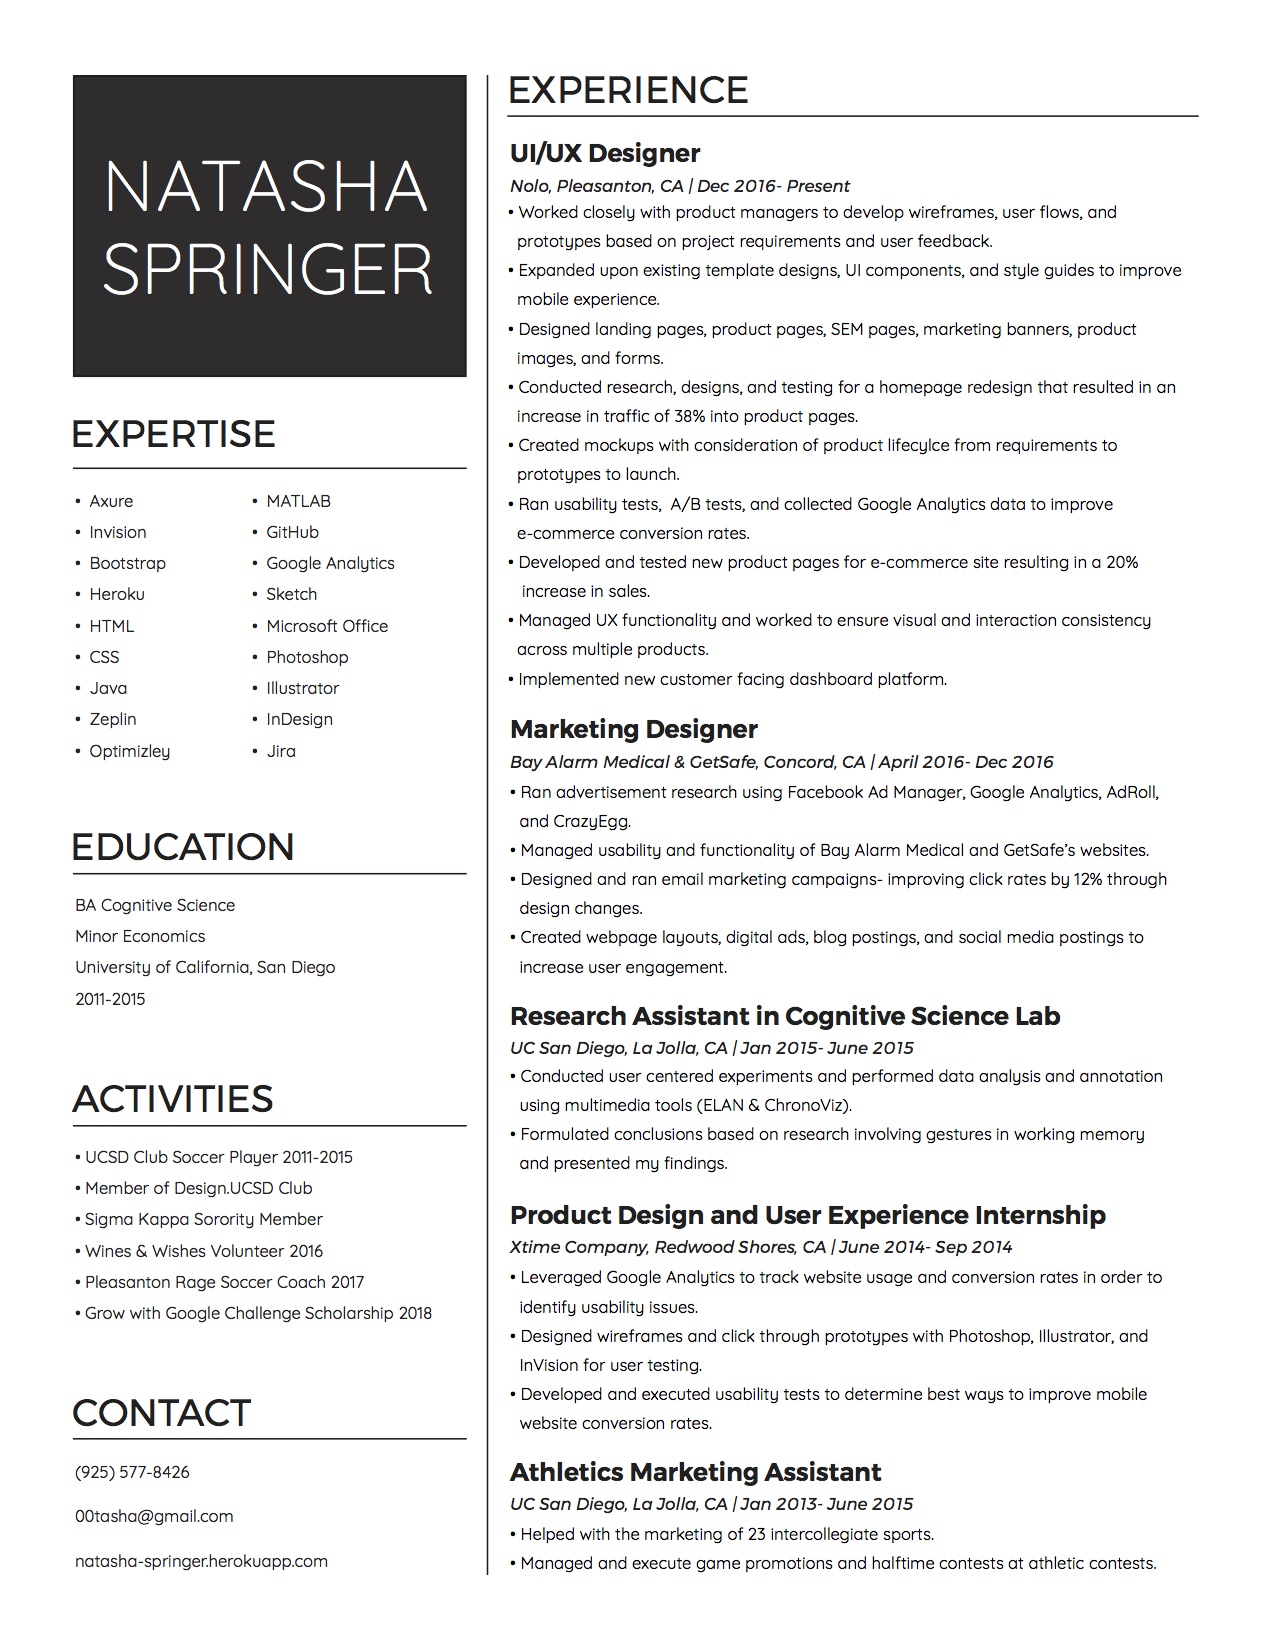 NATASHA
SPRINGER
EXPERTISE
• Axure
• Invision
• Bootstrap
• Heroku
• HTML
• CSS
• Java
• Zeplin
• Optimizley
• MATLAB
• GitHub
• Google Analytics
• Sketch
• Microsoft Office
• Photoshop
• Illustrator
• InDesign
• Jira
EDUCATION
BA Cognitive Science
Minor Economics
University of California, San Diego
2011-2015
ACTIVITIES
• UCSD Club Soccer Player 2011-2015
• Member of Design.UCSD Club
• Sigma Kappa Sorority Member
• Wines & Wishes Volunteer 2016
• Pleasanton Rage Soccer Coach 2017
• Grow with Google Challenge Scholarship 2018
CONTACT
(925) 577-8426
00tasha@gmail.com
natasha-springer.herokuapp.com
EXPERIENCE
UI/UX Designer
Nolo, Pleasanton, CA | Dec 2016- Present
• Worked closely with product managers to develop wireframes, user flows, and
prototypes based on project requirements and user feedback.
• Expanded upon existing template designs, UI components, and style guides to improve
mobile experience.
• Designed landing pages, product pages, SEM pages, marketing banners, product
images, and forms.
• Conducted research, designs, and testing for a homepage redesign that resulted in an
increase in traffic of 38% into product pages.
• Created mockups with consideration of product lifecylce from requirements to
prototypes to launch.
• Ran usability tests,  A/B tests, and collected Google Analytics data to improve
e-commerce conversion rates.
• Developed and tested new product pages for e-commerce site resulting in a 20%
increase in sales.
• Managed UX functionality and worked to ensure visual and interaction consistency
across multiple products.
• Implemented new customer facing dashboard platform.
Marketing Designer
Bay Alarm Medical & GetSafe, Concord, CA | April 2016- Dec 2016
• Ran advertisement research using Facebook Ad Manager, Google Analytics, AdRoll,
and CrazyEgg.
• Managed usability and functionality of Bay Alarm Medical and GetSafe’s websites.
• Designed and ran email marketing campaigns- improving click rates by 12% through
design changes.
• Created webpage layouts, digital ads, blog postings, and social media postings to
increase user engagement.
Research Assistant in Cognitive Science Lab
UC San Diego, La Jolla, CA | Jan 2015- June 2015
• Conducted user centered experiments and performed data analysis and annotation
using multimedia tools (ELAN & ChronoViz).
• Formulated conclusions based on research involving gestures in working memory
and presented my findings.
Product Design and User Experience Internship
Xtime Company, Redwood Shores, CA | June 2014- Sep 2014
• Leveraged Google Analytics to track website usage and conversion rates in order to
identify usability issues.
• Designed wireframes and click through prototypes with Photoshop, Illustrator, and
InVision for user testing.
• Developed and executed usability tests to determine best ways to improve mobile
website conversion rates.
Athletics Marketing Assistant
UC San Diego, La Jolla, CA | Jan 2013- June 2015
• Helped with the marketing of 23 intercollegiate sports.
• Managed and execute game promotions and halftime contests at athletic contests.